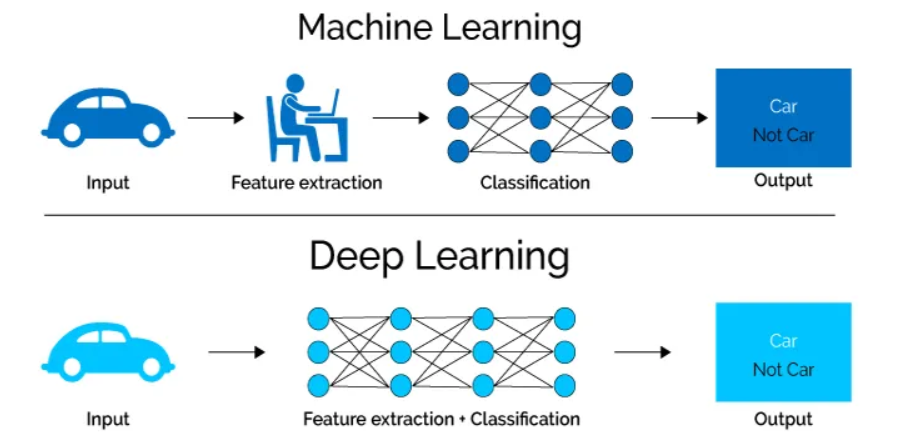 Machine Learning
Input
Feature extraction
Classification
Car
Not Car
Output
Deep Learning
Input
Feature extraction + Classification
Car
Not Car
Output